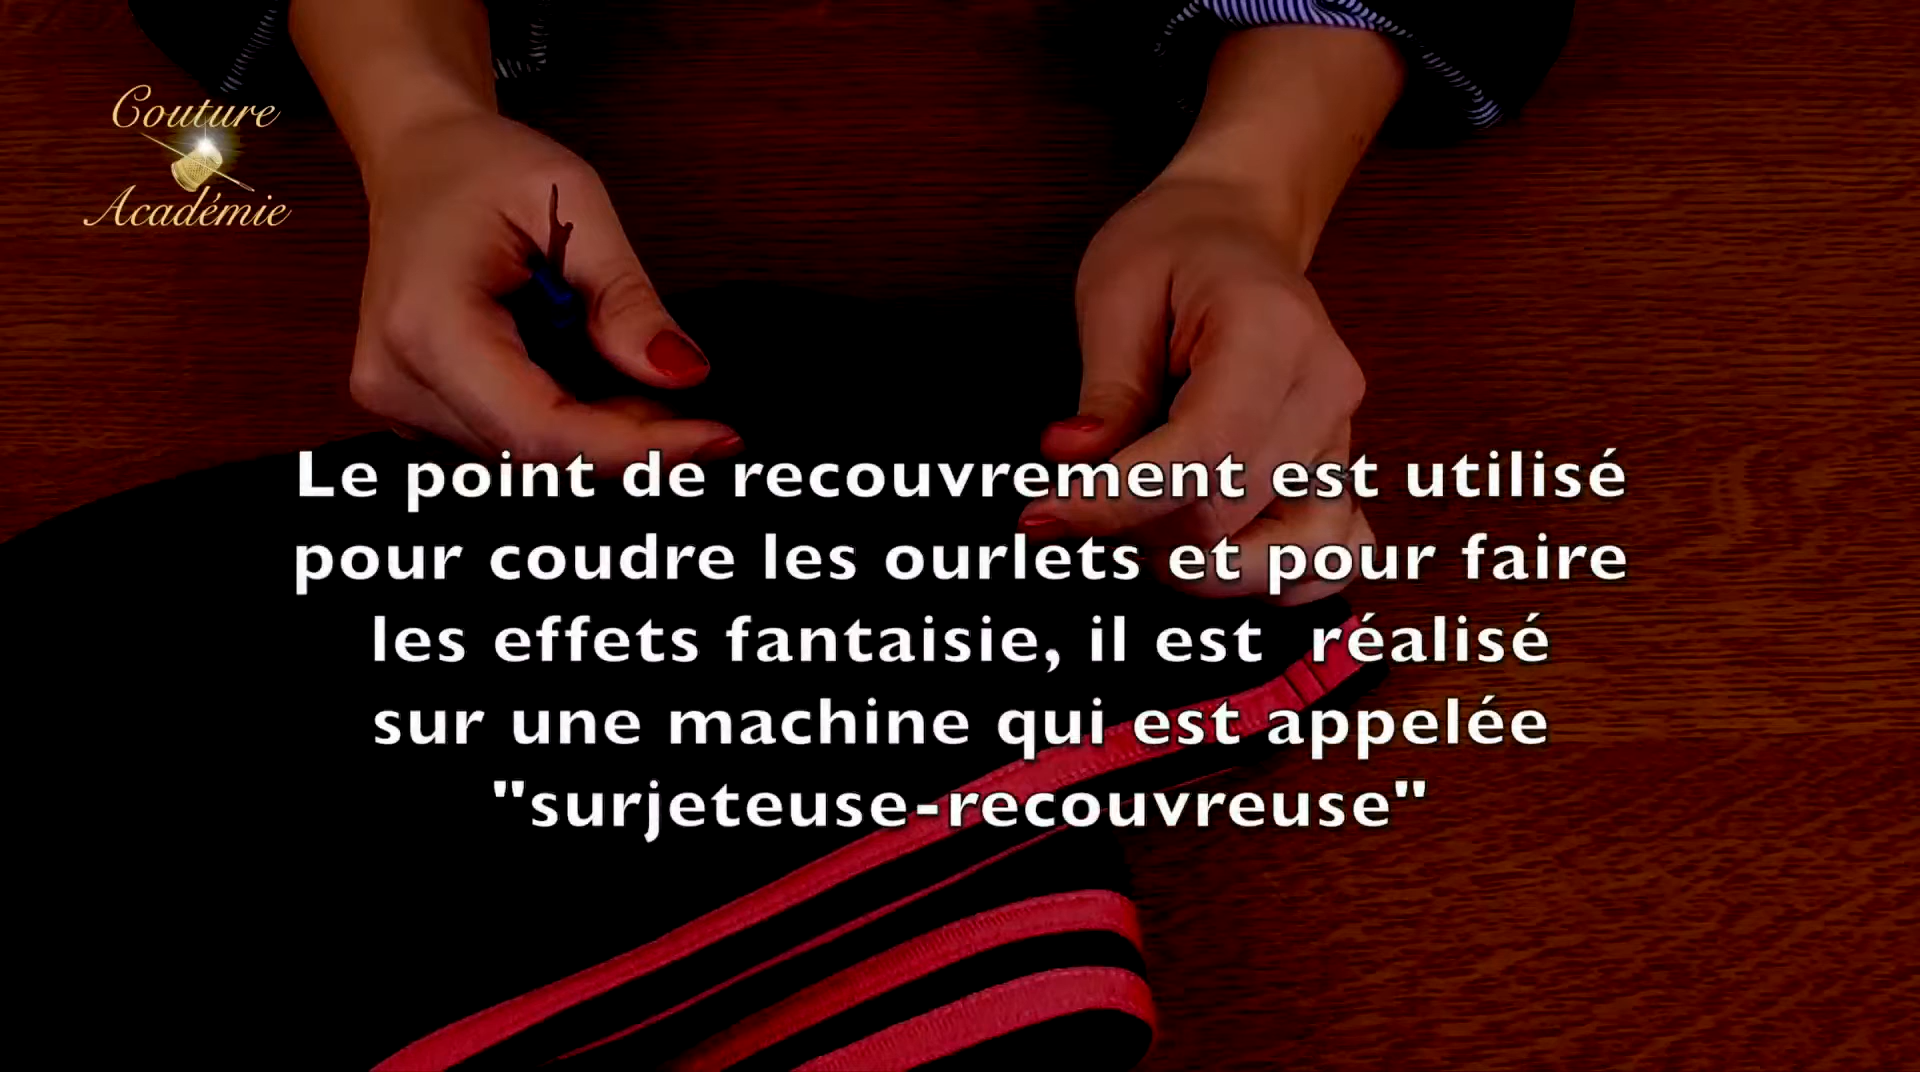 Couture
Académie
Le point de recouvrement est utilisé
pour coudre les ourlets et pour faire
les effets fantaisie, il est  réalisé
sur une machine qui est appelée
"surjeteuse-recouvreuse"